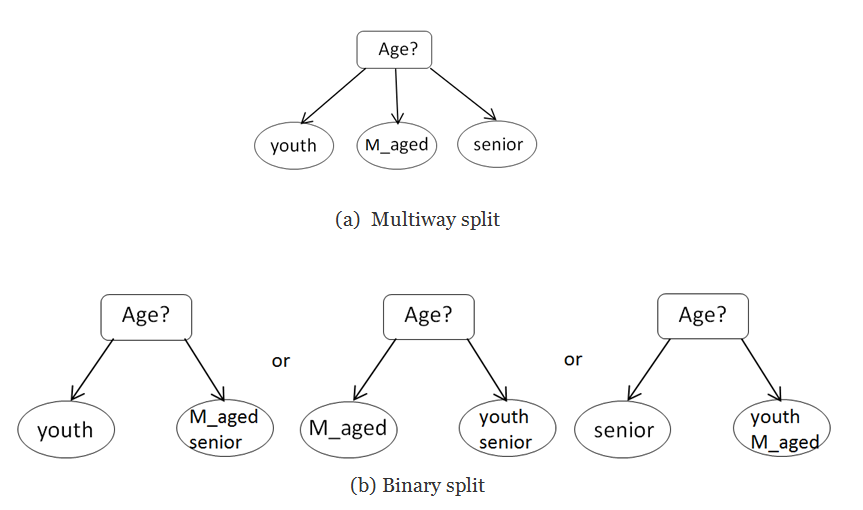 Age?
youth
M_aged
senior
(a) Multiway split
Age?
or
Age?
or
Age?
youth
M_aged
senior
M_aged
youth
senior
senior
youth
M_aged
(b) Binary split